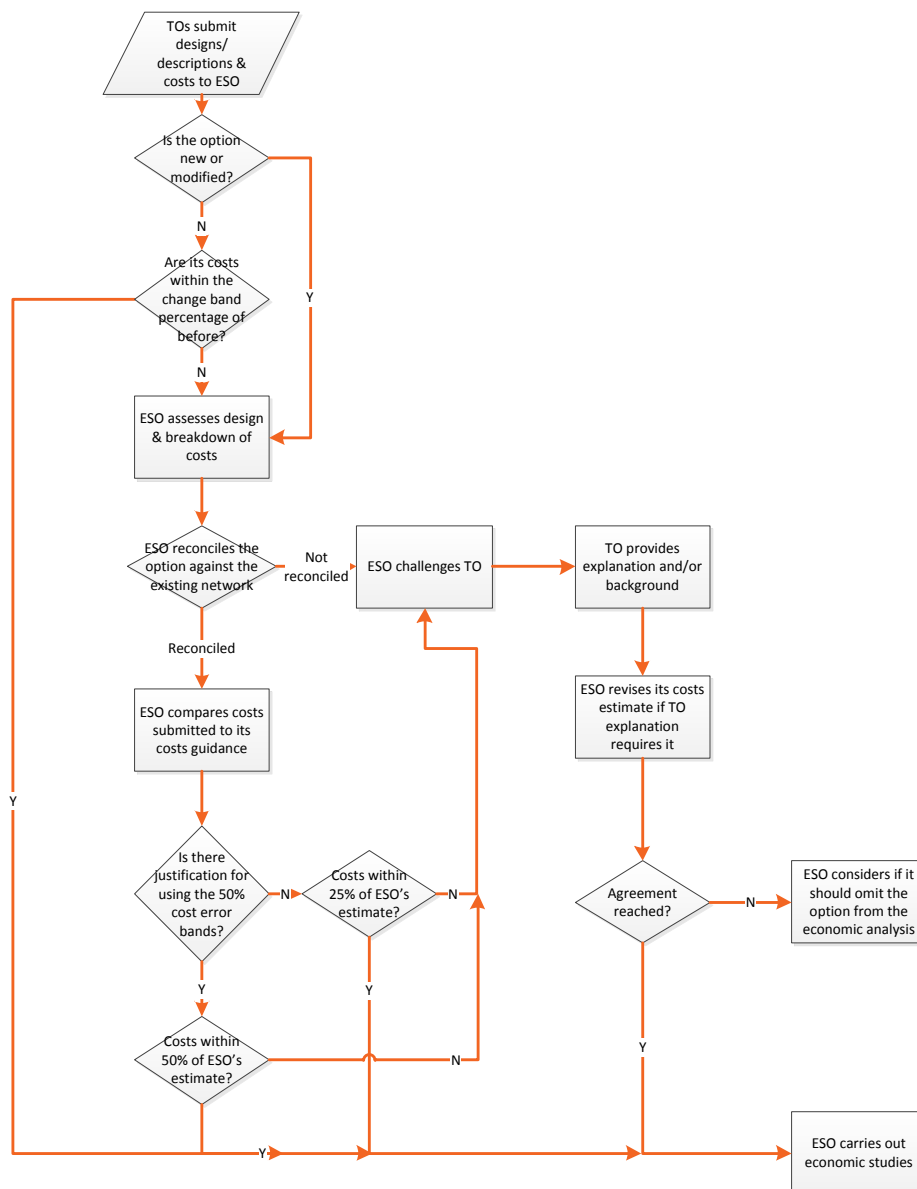 TOs submit
designs/
descriptions &
costs to ESO
Is the option
new or
modified?
N
Y
Are its costs
within the
change band
percentage of
before?
N
ESO assesses design
& breakdown of
costs
ESO reconciles the
option against the
existing network
Not
reconciled
ESO challenges TO
TO provides
explanation and/or
background
Reconciled
ESO compares costs
submitted to its
costs guidance
ESO revises its costs
estimate if TO
explanation
requires it
Y
Is there
justification for
using the 50%
cost error
bands?
N
Costs within
25% of ESO’s
estimate?
N
Agreement
reached?
N
ESO considers if it
should omit the
option from the
economic analysis
Y
Y
Costs within
50% of ESO’s
estimate?
N
Y
Y
ESO carries out
economic studies